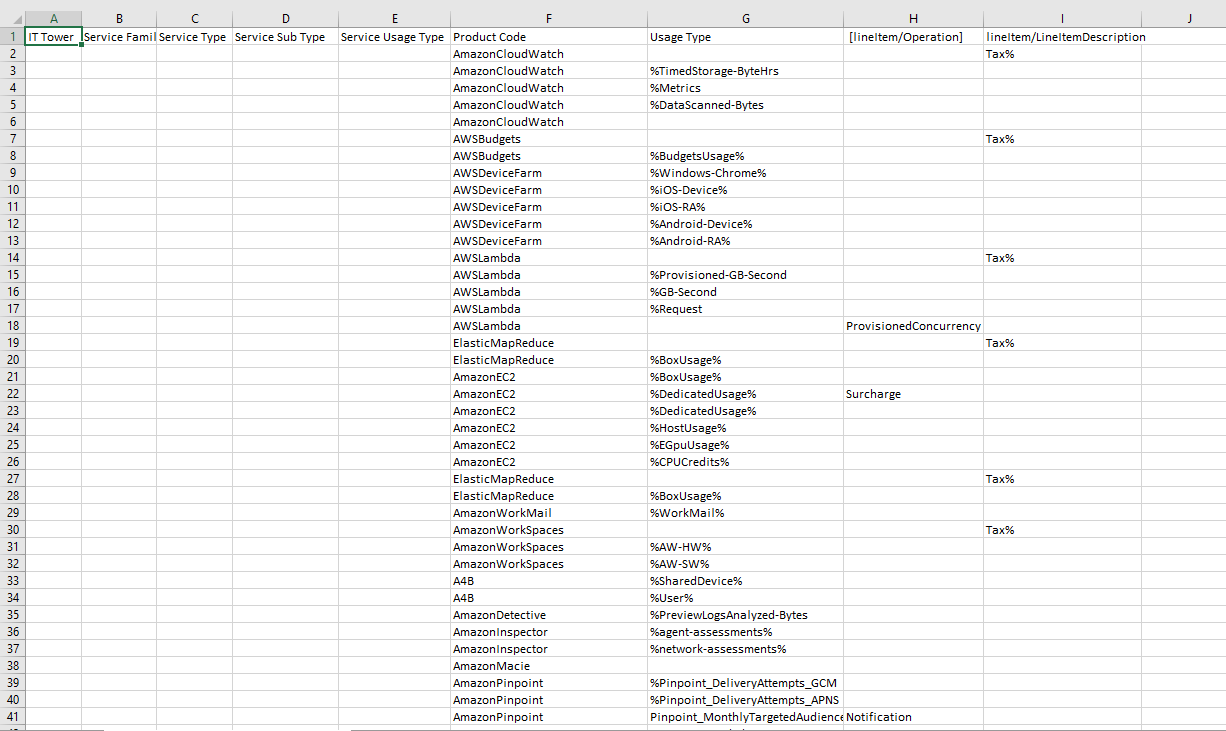 A B C D E F G H I J
1 IT Tower Service Famil Service Type Service Sub Type Service Usage Type Product Code Usage Type [lineItem/Operation] lineItem/LineItemDescription
2 AmazonCloudWatch Tax%
3 AmazonCloudWatch %TimedStorage-ByteHrs
4 AmazonCloudWatch %Metrics
5 AmazonCloudWatch %DataScanned-Bytes
6 AmazonCloudWatch
7 AWSBudgets Tax%
8 AWSBudgets %BudgetsUsage%
9 AWSDeviceFarm %Windows-Chrome%
10 AWSDeviceFarm %iOS-Device%
11 AWSDeviceFarm %iOS-RA%
12 AWSDeviceFarm %Android-Device%
13 AWSDeviceFarm %Android-RA%
14 AWSLambda Tax%
15 AWSLambda %Provisioned-GB-Second
16 AWSLambda %GB-Second
17 AWSLambda %Request
18 AWSLambda ProvisionedConcurrency
19 ElasticMapReduce Tax%
20 ElasticMapReduce %BoxUsage%
21 AmazonEC2 %BoxUsage%
22 AmazonEC2 %DedicatedUsage% Surcharge
23 AmazonEC2 %DedicatedUsage%
24 AmazonEC2 %HostUsage%
25 AmazonEC2 %EGpuUsage%
26 AmazonEC2 %CPUCredits%
27 ElasticMapReduce Tax%
28 ElasticMapReduce %BoxUsage%
29 AmazonWorkMail %WorkMail%
30 AmazonWorkSpaces Tax%
31 AmazonWorkSpaces %AW-HW%
32 AmazonWorkSpaces %AW-SW%
33 A4B %SharedDevice%
34 A4B %User%
35 AmazonDetective %PreviewLogsAnalyzed-Bytes
36 AmazonInspector %agent-assessments%
37 AmazonInspector %network-assessments%
38 AmazonMacie
39 AmazonPinpoint %Pinpoint_DeliveryAttempts_GCM
40 AmazonPinpoint %Pinpoint_DeliveryAttempts_APNS
41 AmazonPinpoint Pinpoint_MonthlyTargetedAudience Notification